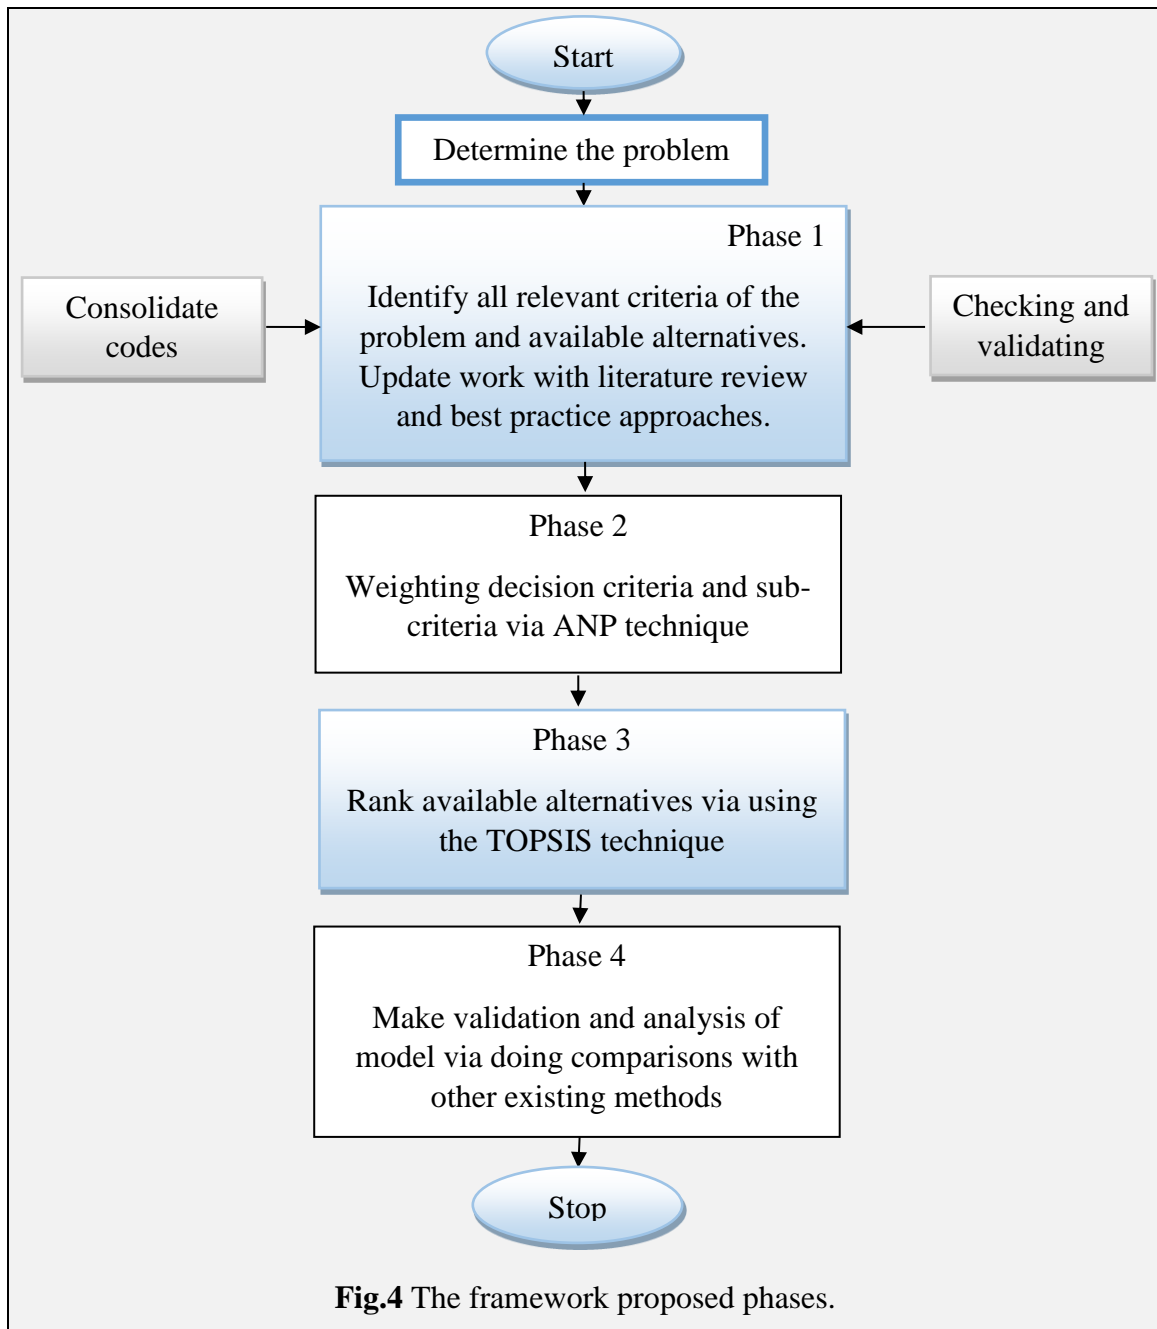 Start
Determine the problem
Phase 1
Identify all relevant criteria of the
problem and available alternatives.
Update work with literature review
and best practice approaches.
Consolidate
codes
Checking and
validating
Phase 2
Weighting decision criteria and sub-
criteria via ANP technique
Phase 3
Rank available alternatives via using
the TOPSIS technique
Phase 4
Make validation and analysis of
model via doing comparisons with
other existing methods
Stop
Fig.4 The framework proposed phases.